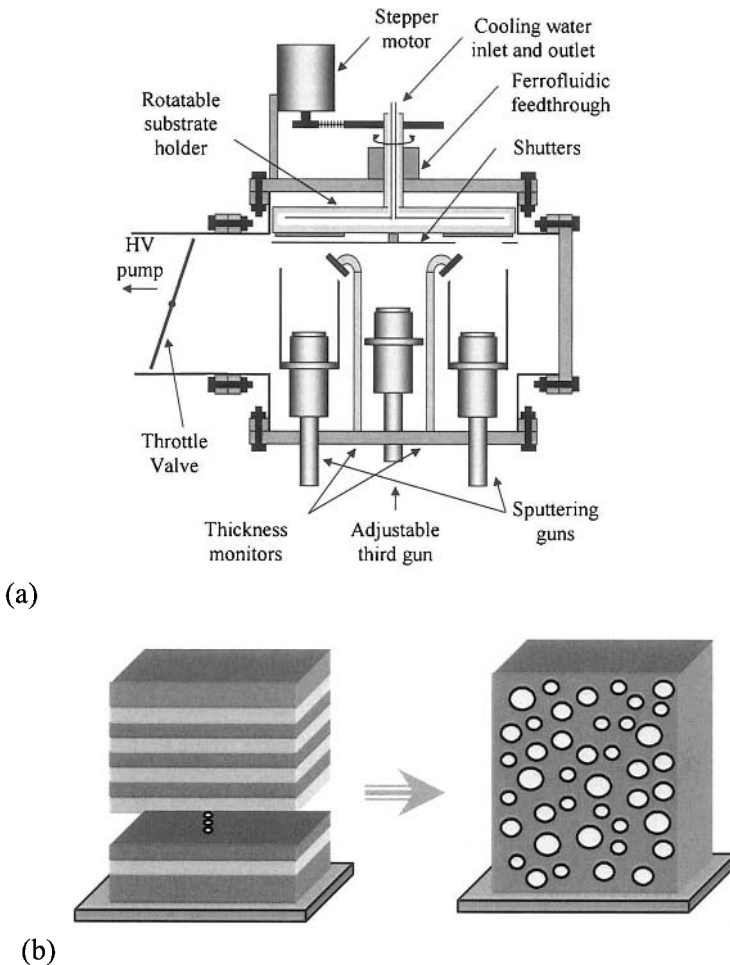 Stepper
motor
Cooling water
inlet and outlet
Ferrofluidic
feedthrough
Rotatable
substrate
holder
Shutters
HV
pump
Throttle
Valve
Thickness
monitors
Adjustable
third gun
Sputtering
guns
(a)
(b)